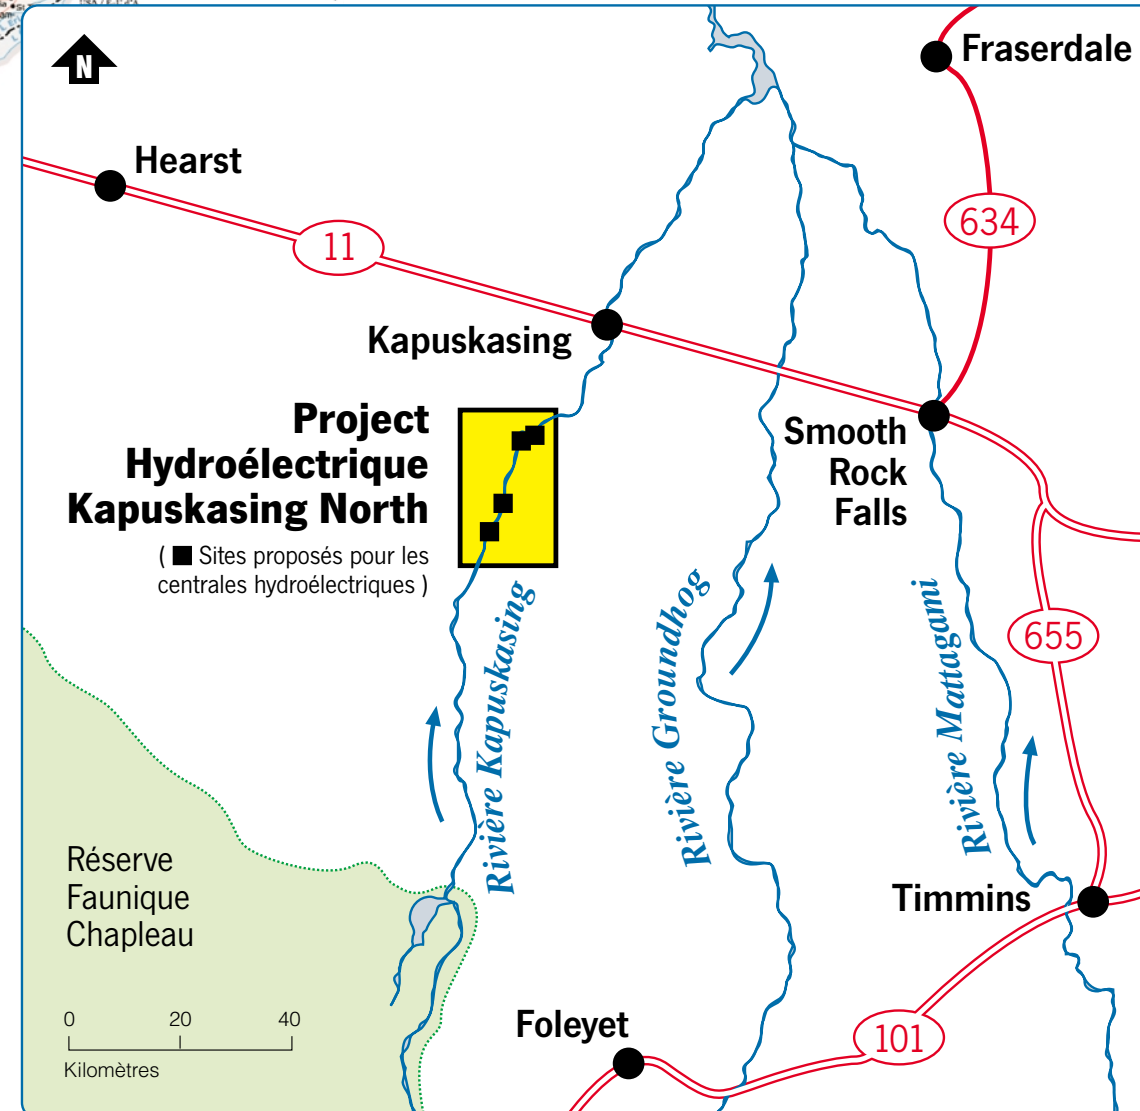 N
Fraserdale
Hearst
634
11
Kapuskasing
Project
Hydroélectrique
Kapuskasing North
( ■ Sites proposés pour les
centrales hydroélectriques )
Smooth
Rock
Falls
655
Rivière Kapuskasing
Rivière Groundhog
Rivière Mattagami
Réserve
Faunique
Chapleau
Timmins
0 20 40
Kilomètres
Foleyet
101